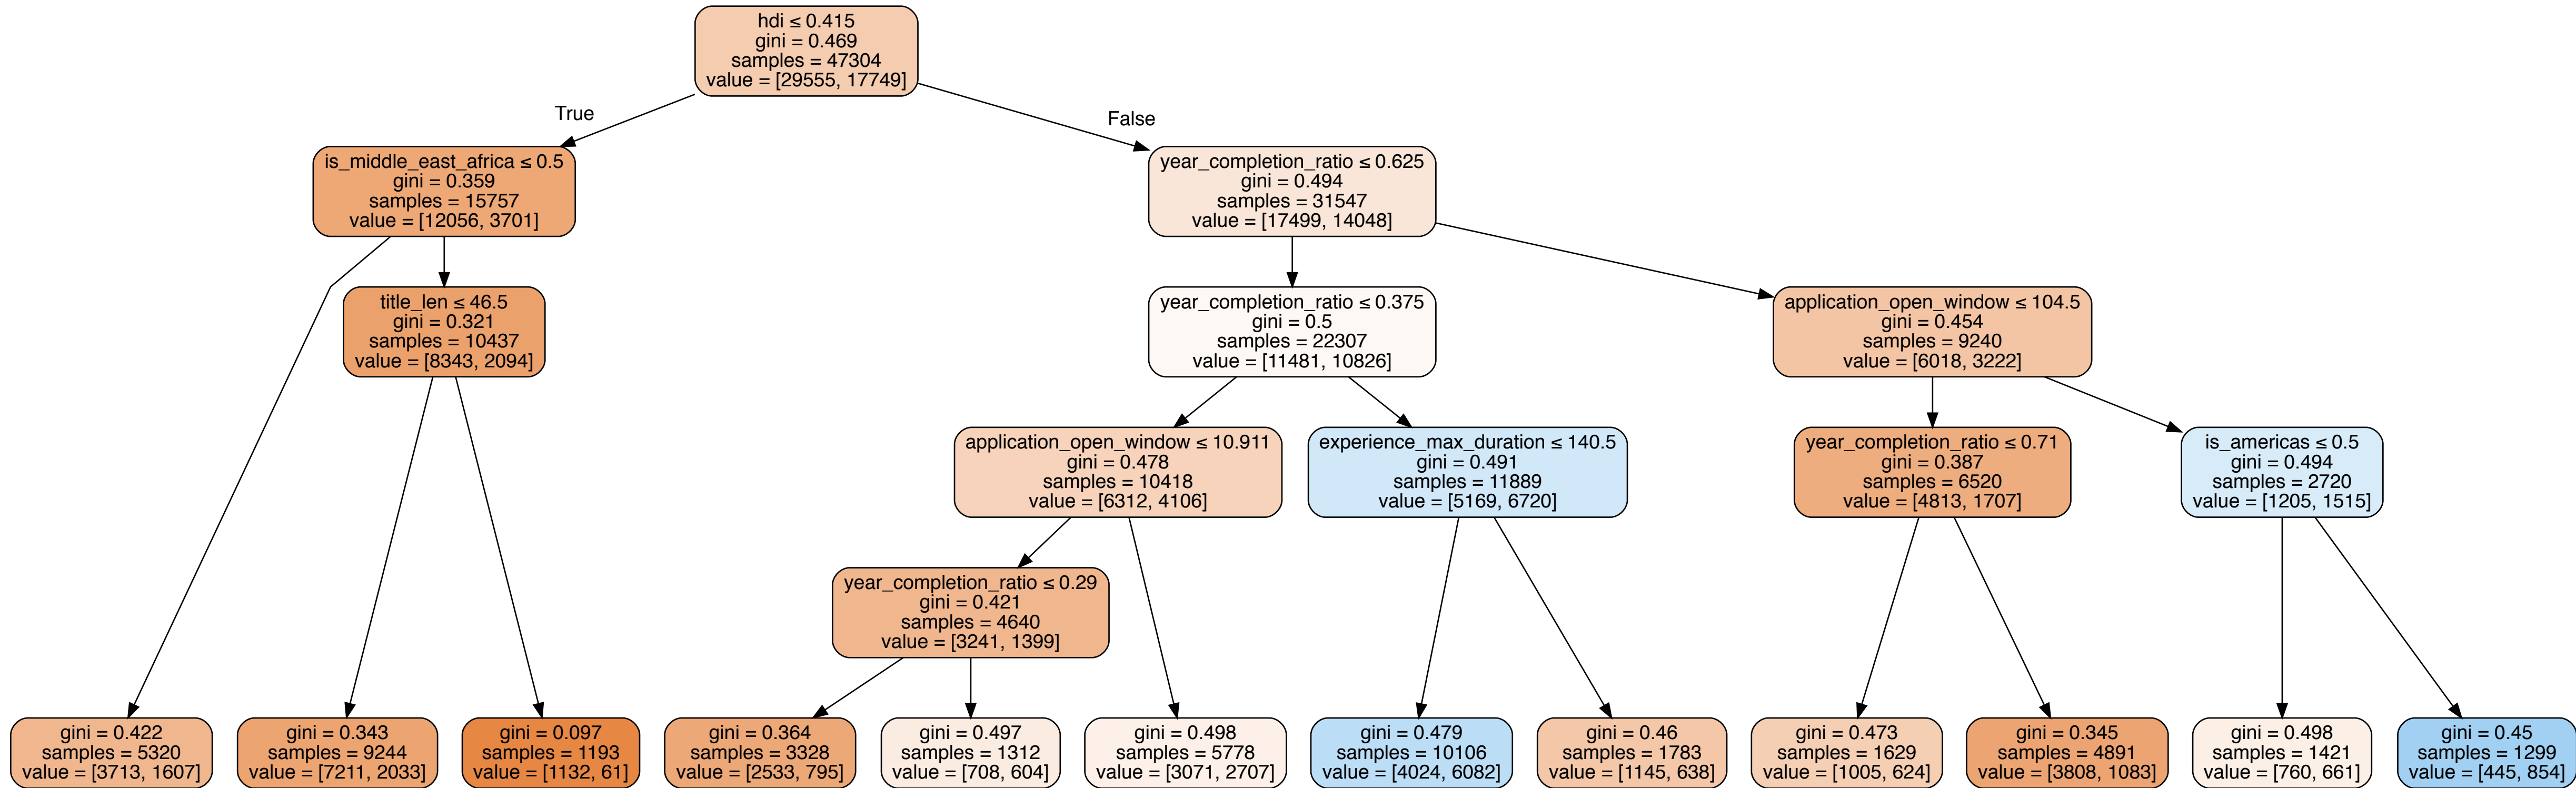 hdi ≤ 0.415
gini = 0.469
samples = 47304
value = [29555, 17749]
True
False
is_middle_east_africa ≤ 0.5
gini = 0.359
samples = 15757
value = [12056, 3701]
year_completion_ratio ≤ 0.625
gini = 0.494
samples = 31547
value = [17499, 14048]
title_len ≤ 46.5
gini = 0.321
samples = 10437
value = [8343, 2094]
year_completion_ratio ≤ 0.375
gini = 0.5
samples = 22307
value = [11481, 10826]
application_open_window ≤ 104.5
gini = 0.454
samples = 9240
value = [6018, 3222]
application_open_window ≤ 10.911
gini = 0.478
samples = 10418
value = [6312, 4106]
experience_max_duration ≤ 140.5
gini = 0.491
samples = 11889
value = [5169, 6720]
year_completion_ratio ≤ 0.71
gini = 0.387
samples = 6520
value = [4813, 1707]
is_americas ≤ 0.5
gini = 0.494
samples = 2720
value = [1205, 1515]
year_completion_ratio ≤ 0.29
gini = 0.421
samples = 4640
value = [3241, 1399]
gini = 0.422
samples = 5320
value = [3713, 1607]
gini = 0.343
samples = 9244
value = [7211, 2033]
gini = 0.097
samples = 1193
value = [1132, 61]
gini = 0.364
samples = 3328
value = [2533, 795]
gini = 0.497
samples = 1312
value = [708, 604]
gini = 0.498
samples = 5778
value = [3071, 2707]
gini = 0.479
samples = 10106
value = [4024, 6082]
gini = 0.46
samples = 1783
value = [1145, 638]
gini = 0.473
samples = 1629
value = [1005, 624]
gini = 0.345
samples = 4891
value = [3808, 1083]
gini = 0.498
samples = 1421
value = [760, 661]
gini = 0.45
samples = 1299
value = [445, 854]